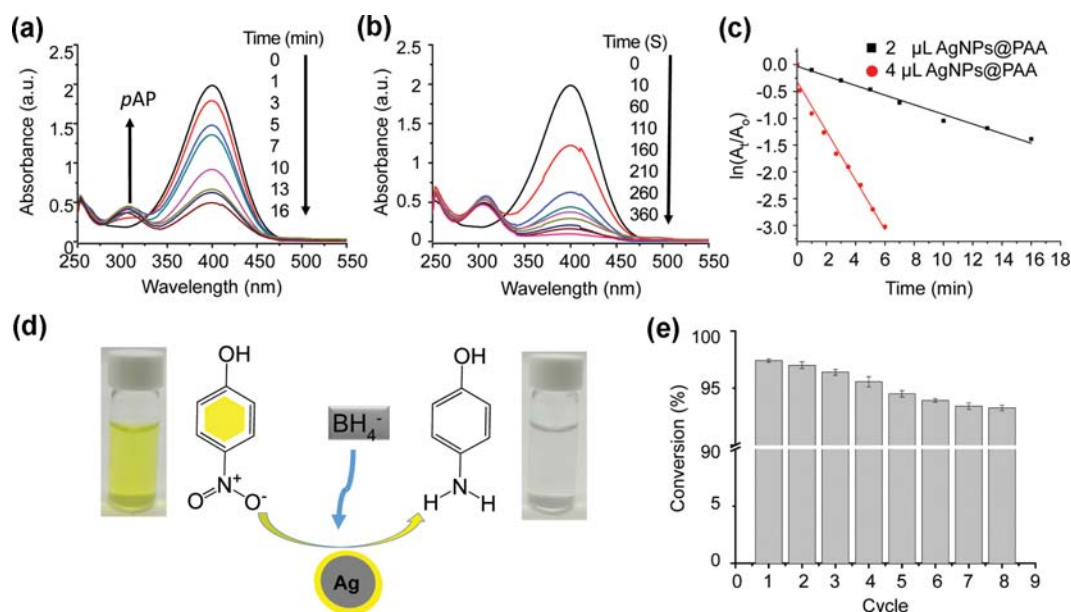 (a)
Time (min)
0
1
3
5
7
10
13
16
pAP
2
1.5
1
0.5
0
Absorbance (a.u.)
250 300 350 400 450 500 550
Wavelength (nm)
(b)
Time (S)
0
10
60
110
160
210
260
360
2
1.5
1
0.5
0
Absorbance (a.u.)
250 300 350 400 450 500 550
Wavelength (nm)
(c)
2 µL AgNPs@PAA
4 µL AgNPs@PAA
0.0
-0.5
-1.0
-1.5
-2.0
-2.5
-3.0
ln(At/Ao)
0 2 4 6 8 10 12 14 16 18
Time (min)
(d)
OH
N+
O O-
BH4-
Ag
OH
N
H H
(e)
100
95
90
5
0
Conversion (%)
0 1 2 3 4 5 6 7 8 9
Cycle